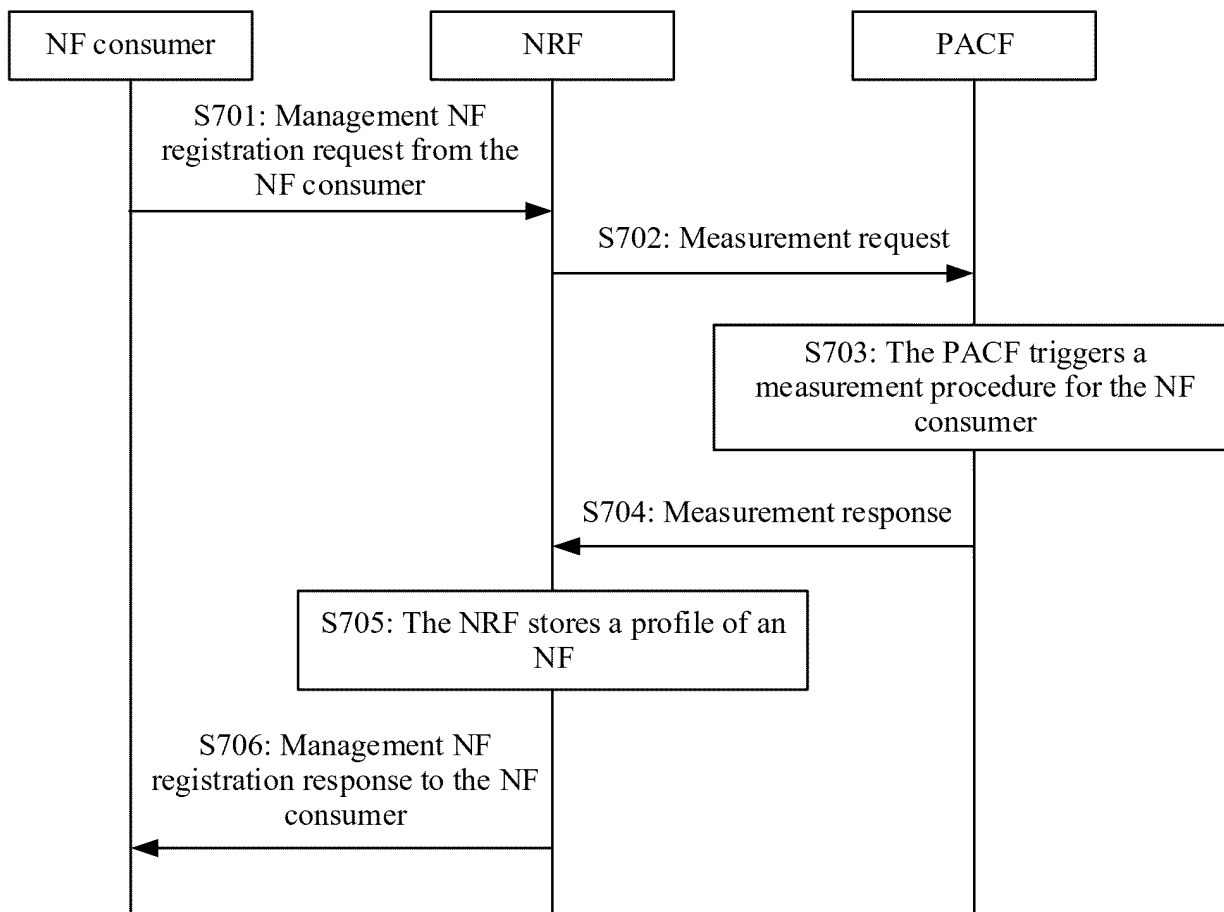 NF consumer
NRF
PACF
S701: Management NF
registration request from the
NF consumer
S702: Measurement request
S703: The PACF triggers a
measurement procedure for the NF
consumer
S704: Measurement response
S705: The NRF stores a profile of an
NF
S706: Management NF
registration response to the NF
consumer